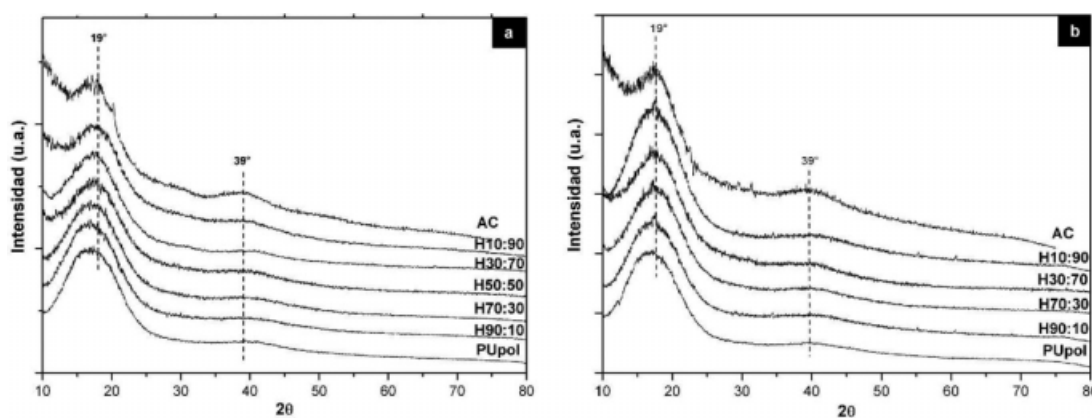 a
19°
39°
Intensidad (u.a.)
AC
H10:90
H30:70
H50:50
H70:30
H90:10
PUpol
10 20 30 40 50 60 70 80
2θ
b
19°
39°
Intensidad (u.a.)
AC
H10:90
H30:70
H70:30
H90:10
PUpol
10 20 30 40 50 60 70 80
2θ